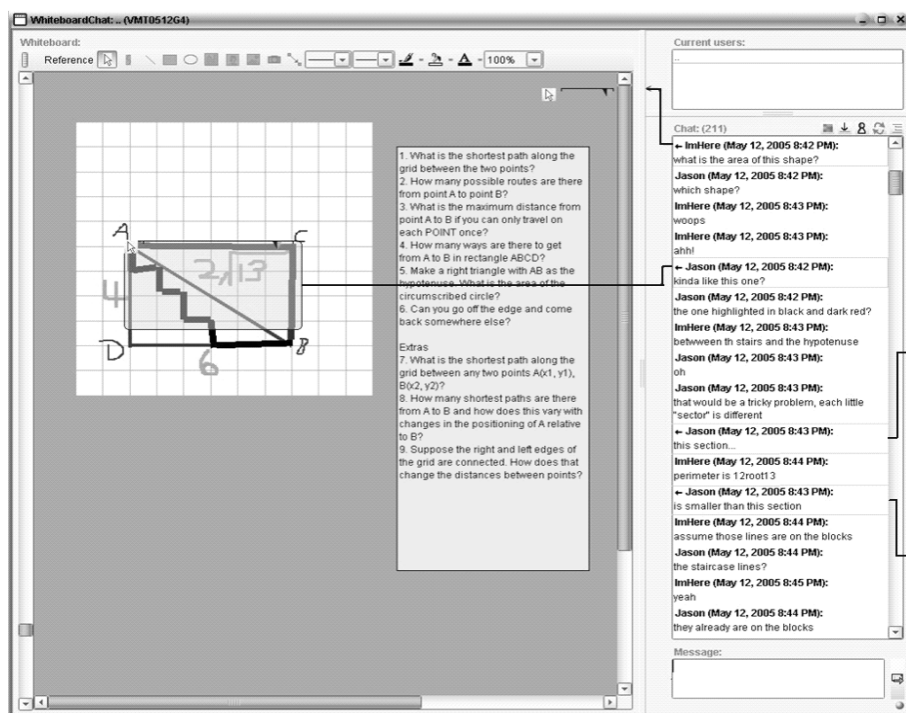 WhiteboardChat: .. (VMT0512G4)
Whiteboard:
Reference
100%
A
C
2√13
4
D
6
B
1. What is the shortest path along the
grid between the two points?
2. How many possible routes are there
from point A to point B?
3. What is the maximum distance from
point A to B if you can only travel on
each POINT once?
4. How many ways are there to get
from A to B in rectangle ABCD?
5. Make a right triangle with AB as the
hypotenuse. What is the area of the
circumscribed circle?
6. Can you go off the edge and come
back somewhere else?
Extras
7. What is the shortest path along the
grid between any two points A(x1, y1),
B(x2, y2)?
8. How many shortest paths are there
from A to B and how does this vary with
changes in the positioning of A relative
to B?
9. Suppose the right and left edges of
the grid are connected. How does that
change the distances between points?
Current users:
..
Chat: (211)
← ImHere (May 12, 2005 8:42 PM):
what is the area of this shape?
Jason (May 12, 2005 8:42 PM):
which shape?
ImHere (May 12, 2005 8:43 PM):
woops
ImHere (May 12, 2005 8:43 PM):
ahh!
← Jason (May 12, 2005 8:42 PM):
kinda like this one?
Jason (May 12, 2005 8:42 PM):
the one highlighted in black and dark red?
ImHere (May 12, 2005 8:43 PM):
betwween th stairs and the hypotenuse
Jason (May 12, 2005 8:43 PM):
oh
Jason (May 12, 2005 8:43 PM):
that would be a tricky problem, each little
"sector" is different
← Jason (May 12, 2005 8:43 PM):
this section...
ImHere (May 12, 2005 8:44 PM):
perimeter is 12root13
← Jason (May 12, 2005 8:43 PM):
is smaller than this section
ImHere (May 12, 2005 8:44 PM):
assume those lines are on the blocks
Jason (May 12, 2005 8:44 PM):
the staircase lines?
ImHere (May 12, 2005 8:45 PM):
yeah
Jason (May 12, 2005 8:44 PM):
they already are on the blocks
Message: